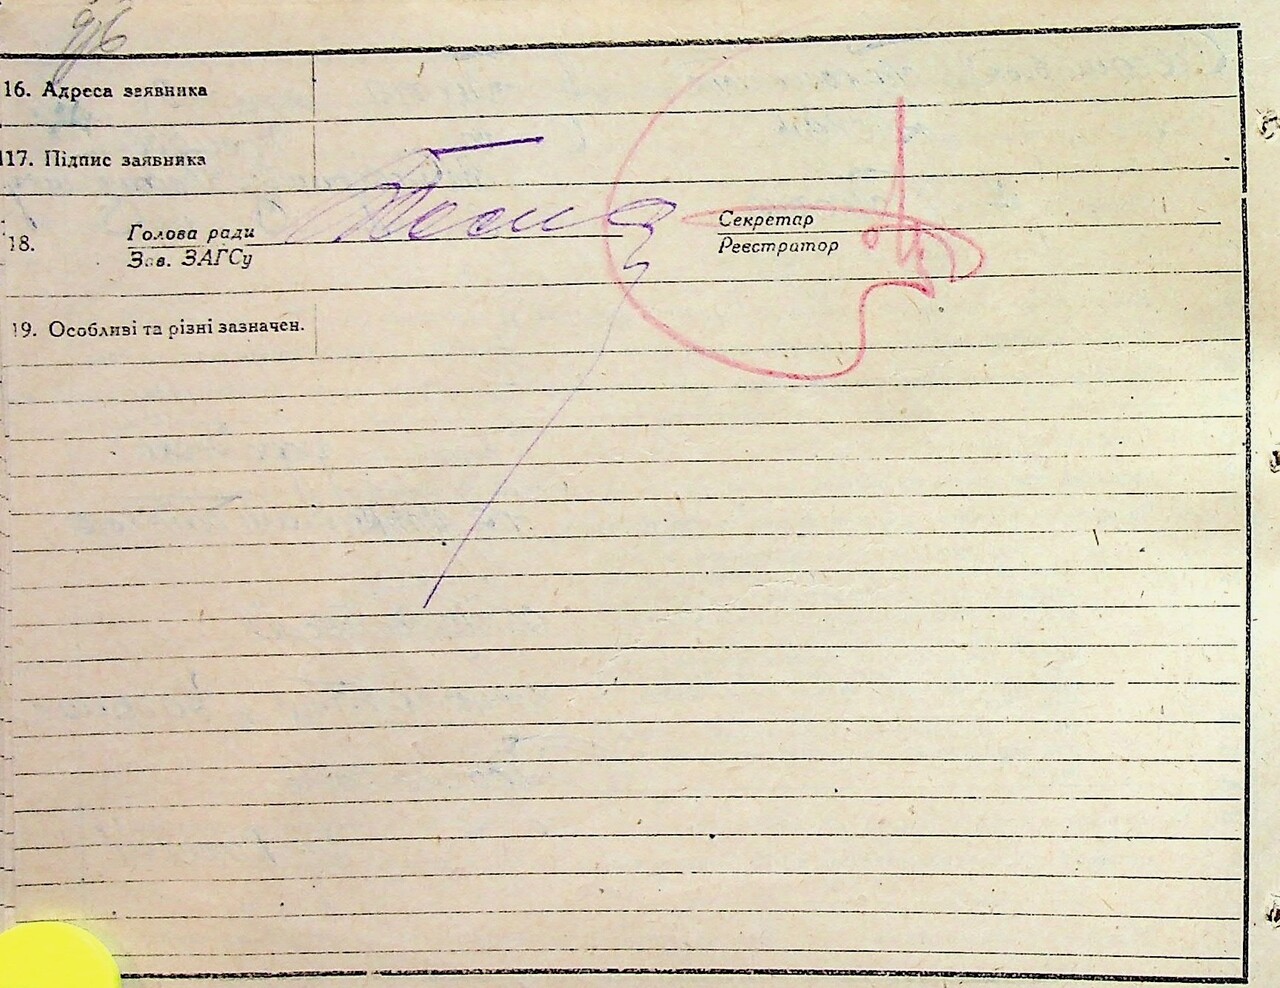 96
16. Адреса заявника
17. Підпис заявника
18. Голова ради
Зав. ЗАГСу
Секретар
Реєстратор
19. Особливі та різні зазначен.